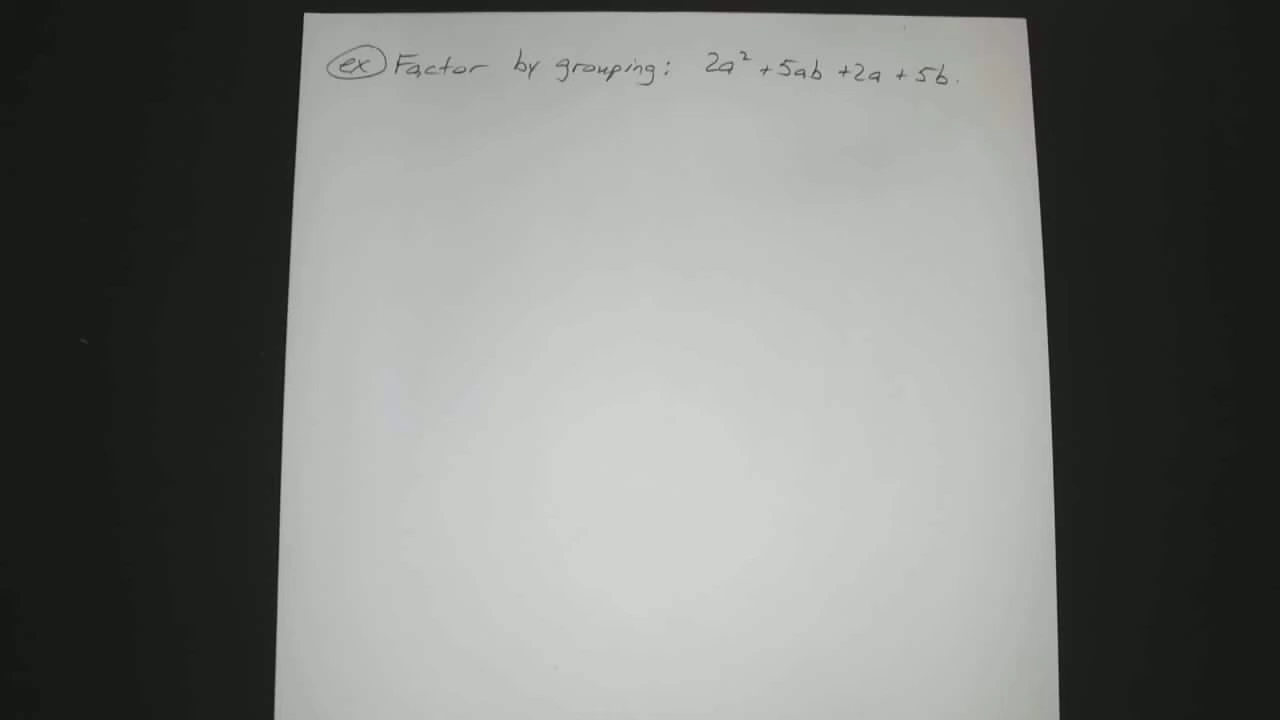 ex Factor by grouping: 2a² + 5ab + 2a + 5b.